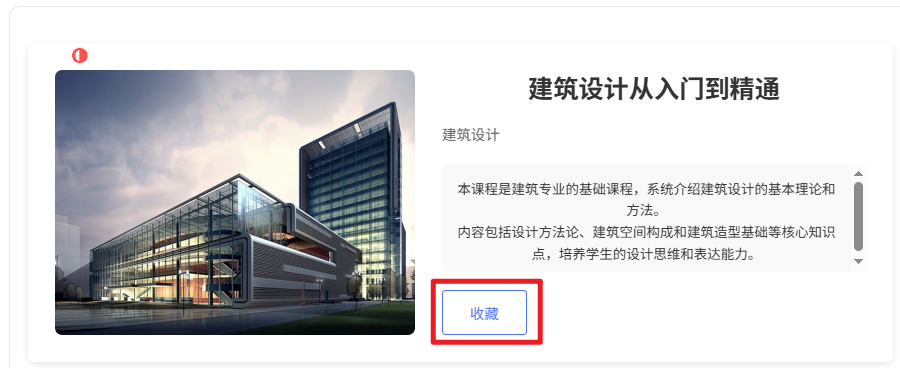 建筑设计从入门到精通
建筑设计
本课程是建筑专业的基础课程，系统介绍建筑设计的基本理论和
方法。
内容包括设计方法论、建筑空间构成和建筑造型基础等核心知识
点，培养学生的设计思维和表达能力。
收藏